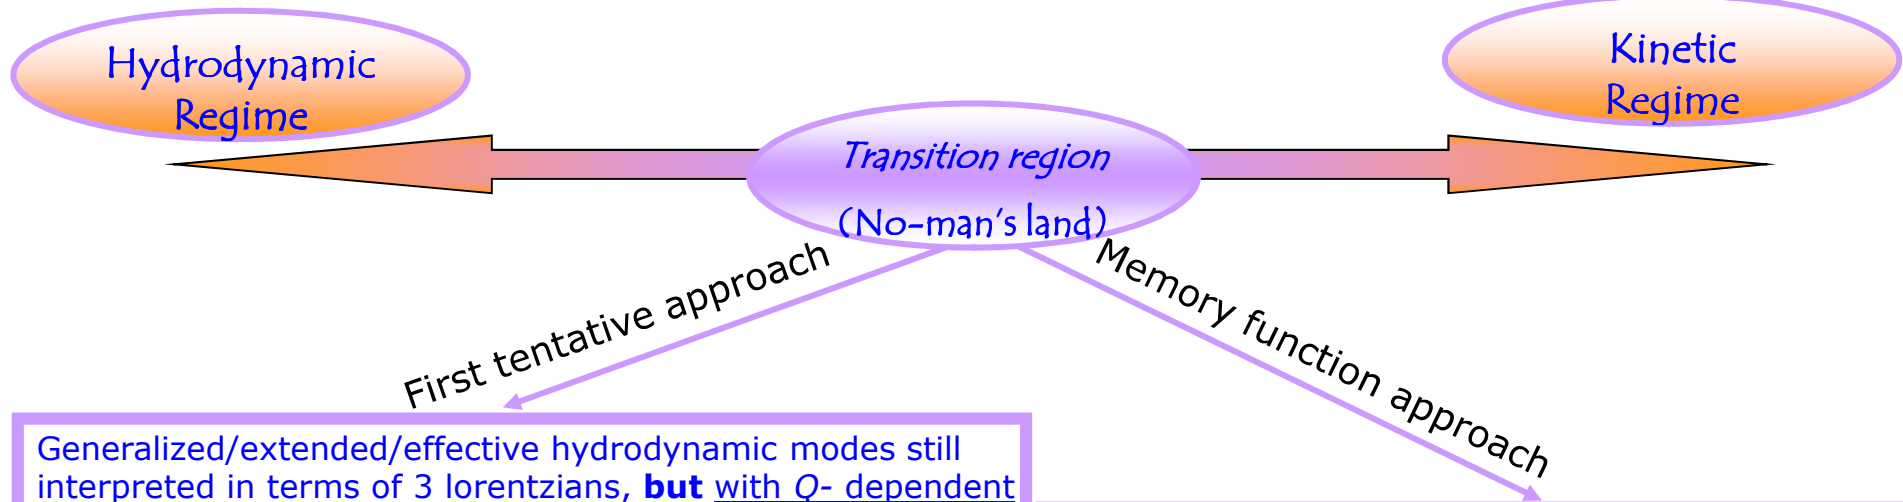 Hydrodynamic
Regime
Kinetic
Regime
Transition region
(No-man's land)
First tentative approach
Memory function approach
Generalized/extended/effective hydrodynamic modes still
interpreted in terms of 3 lorentzians, but with Q- dependent